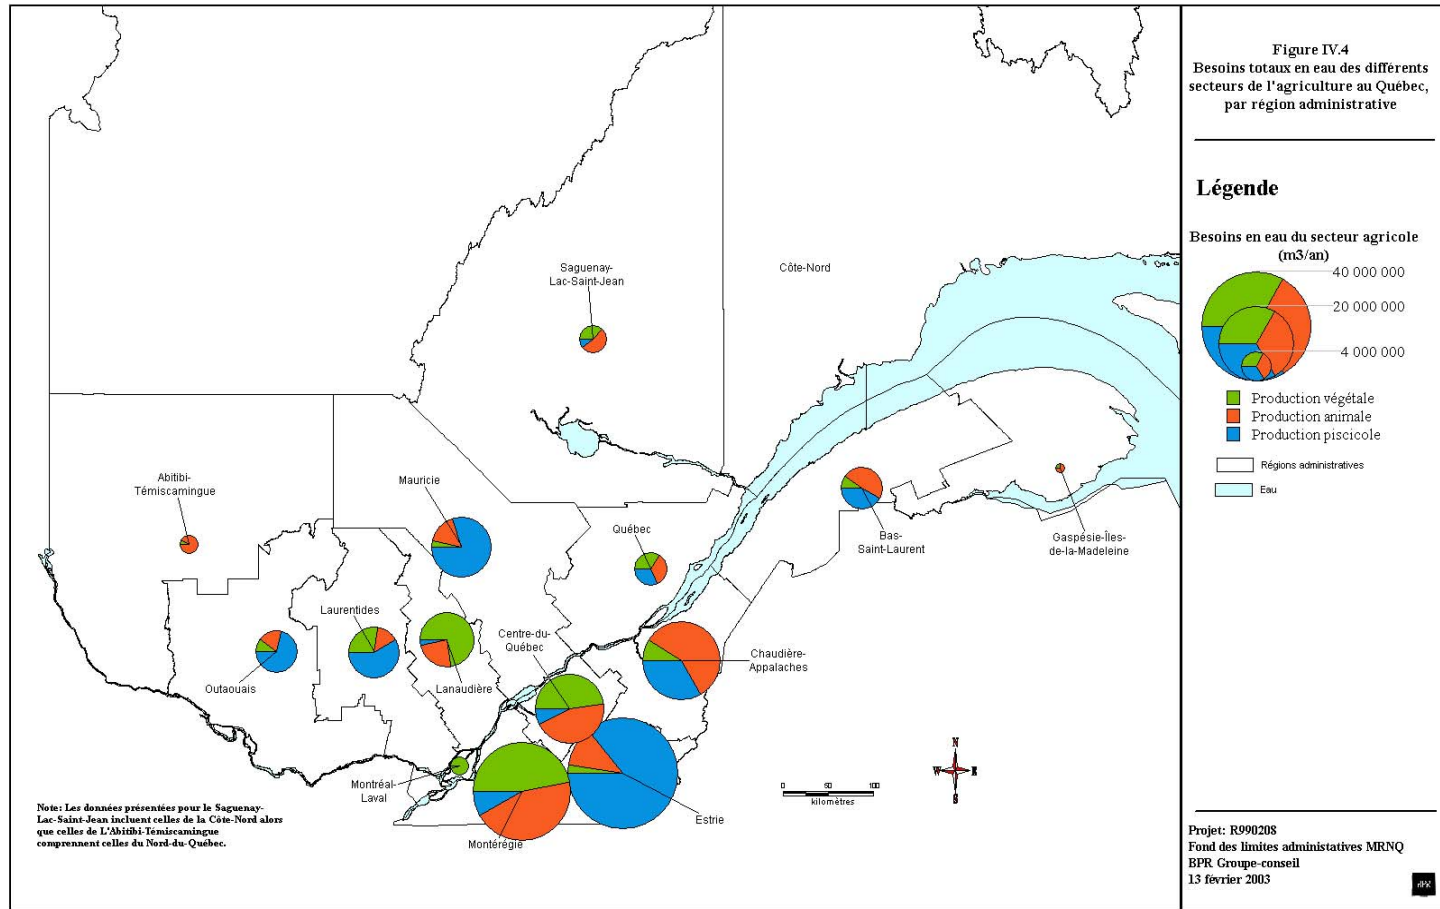 Figure IV.4
Besoins totaux en eau des différents
secteurs de l'agriculture au Québec,
par région administrative
Légende
Besoins en eau du secteur agricole
(m3/an)
40 000 000
20 000 000
4 000 000
Production végétale
Production animale
Production piscicole
Régions administratives
Eau
Saguenay-
Lac-Saint-Jean
Côte-Nord
Abitibi-
Témiscamingue
Mauricie
Québec
Bas-
Saint-Laurent
Gaspésie-Îles-
de-la-Madeleine
Laurentides
Outaouais
Lanaudière
Centre-du-
Québec
Chaudière-
Appalaches
Montréal-
Laval
Montérégie
Estrie
N
W
E
S
0 50 100
kilomètres
Note: Les données présentées pour le Saguenay-
Lac-Saint-Jean incluent celles de la Côte-Nord alors
que celles de L'Abitibi-Témiscamingue
comprennent celles du Nord-du-Québec.
Projet: R990208
Fond des limites administatives MRNQ
BPR Groupe-conseil
13 février 2003
BPR